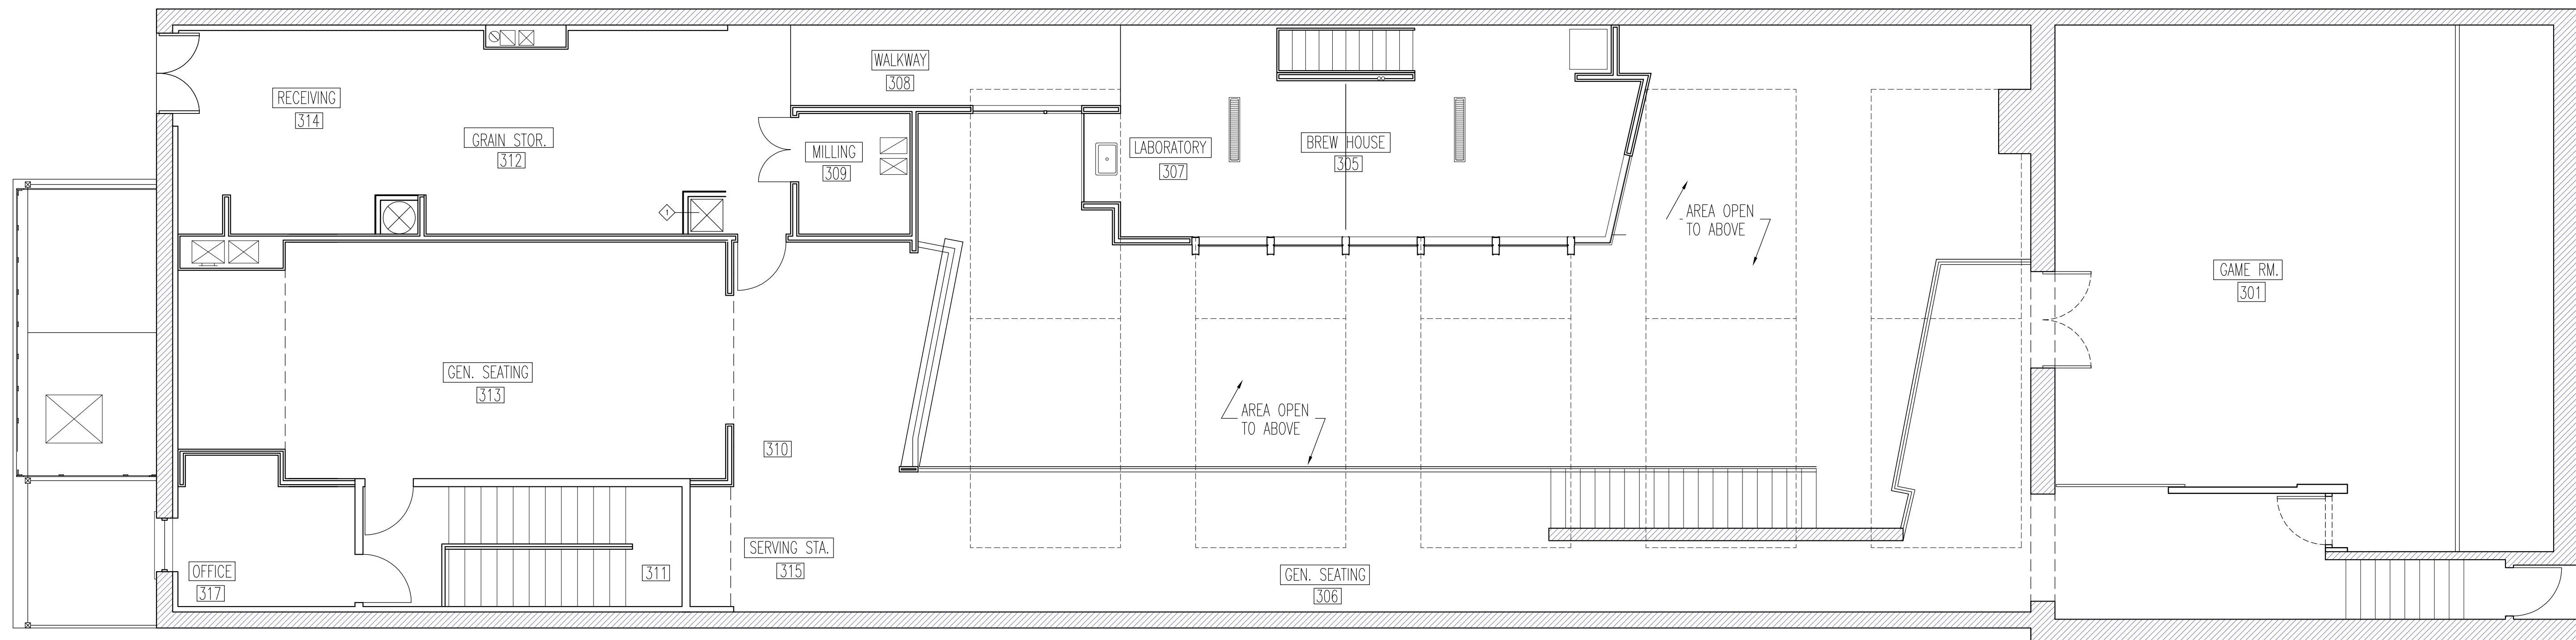 WALKWAY
308
RECEIVING
314
GRAIN STOR.
312
MILLING
309
LABORATORY
307
BREW HOUSE
305
1
AREA OPEN
TO ABOVE
GAME RM.
301
GEN. SEATING
313
AREA OPEN
TO ABOVE
310
SERVING STA.
315
OFFICE
317
311
GEN. SEATING
306